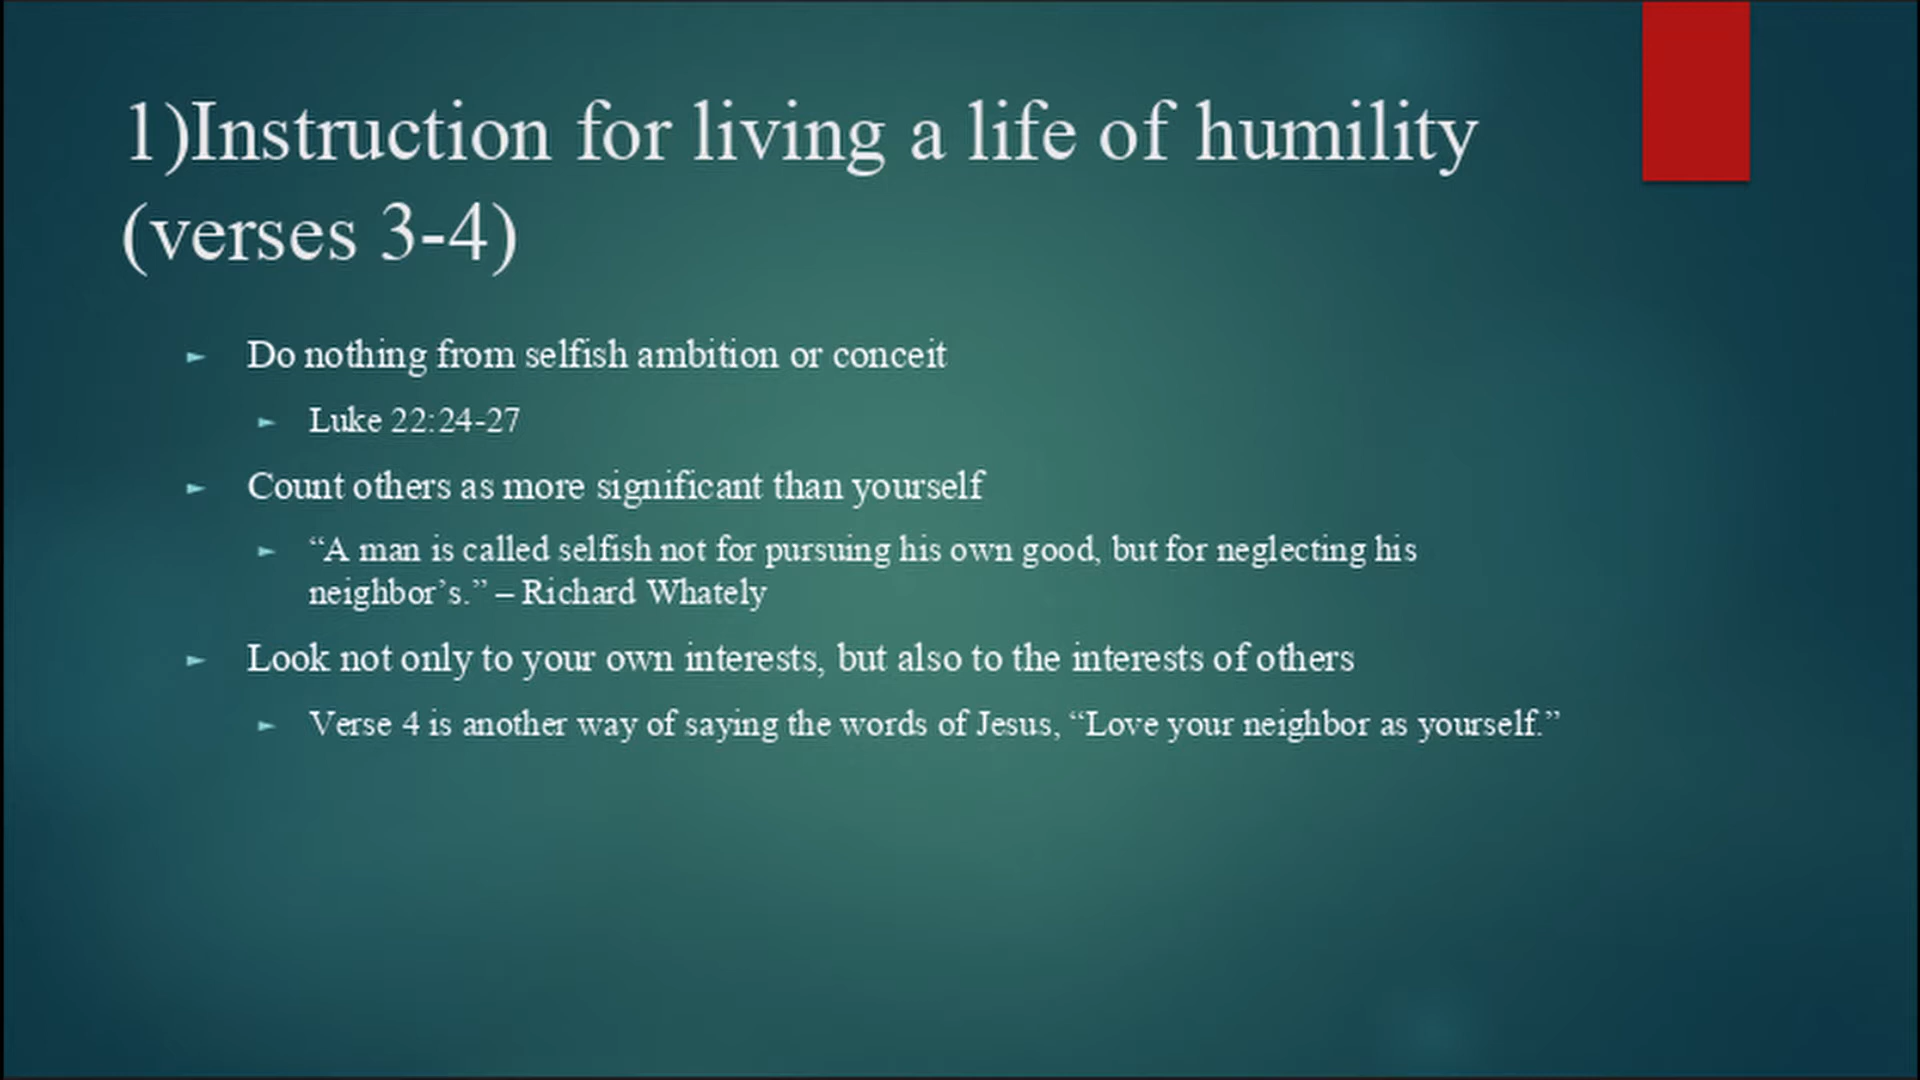 1)Instruction for living a life of humility
(verses 3-4)
Do nothing from selfish ambition or conceit
Luke 22:24-27
Count others as more significant than yourself
“A man is called selfish not for pursuing his own good, but for neglecting his
neighbor’s.” – Richard Whately
Look not only to your own interests, but also to the interests of others
Verse 4 is another way of saying the words of Jesus, “Love your neighbor as yourself.”